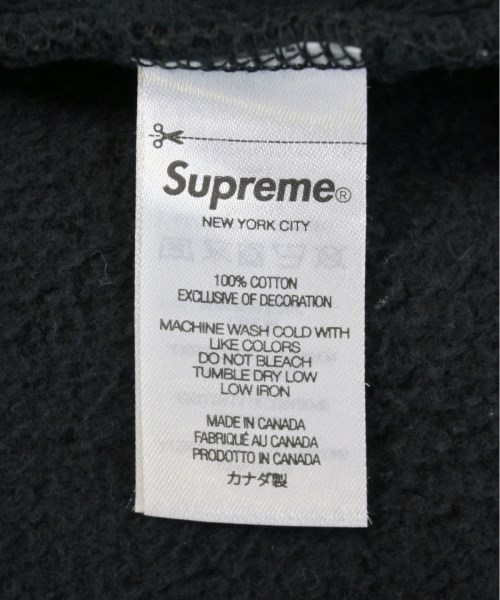 Supreme®
NEW YORK CITY
100% COTTON
EXCLUSIVE OF DECORATION
MACHINE WASH COLD WITH
LIKE COLORS
DO NOT BLEACH
TUMBLE DRY LOW
LOW IRON
MADE IN CANADA
FABRIQUÉ AU CANADA
PRODOTTO IN CANADA
カナダ製